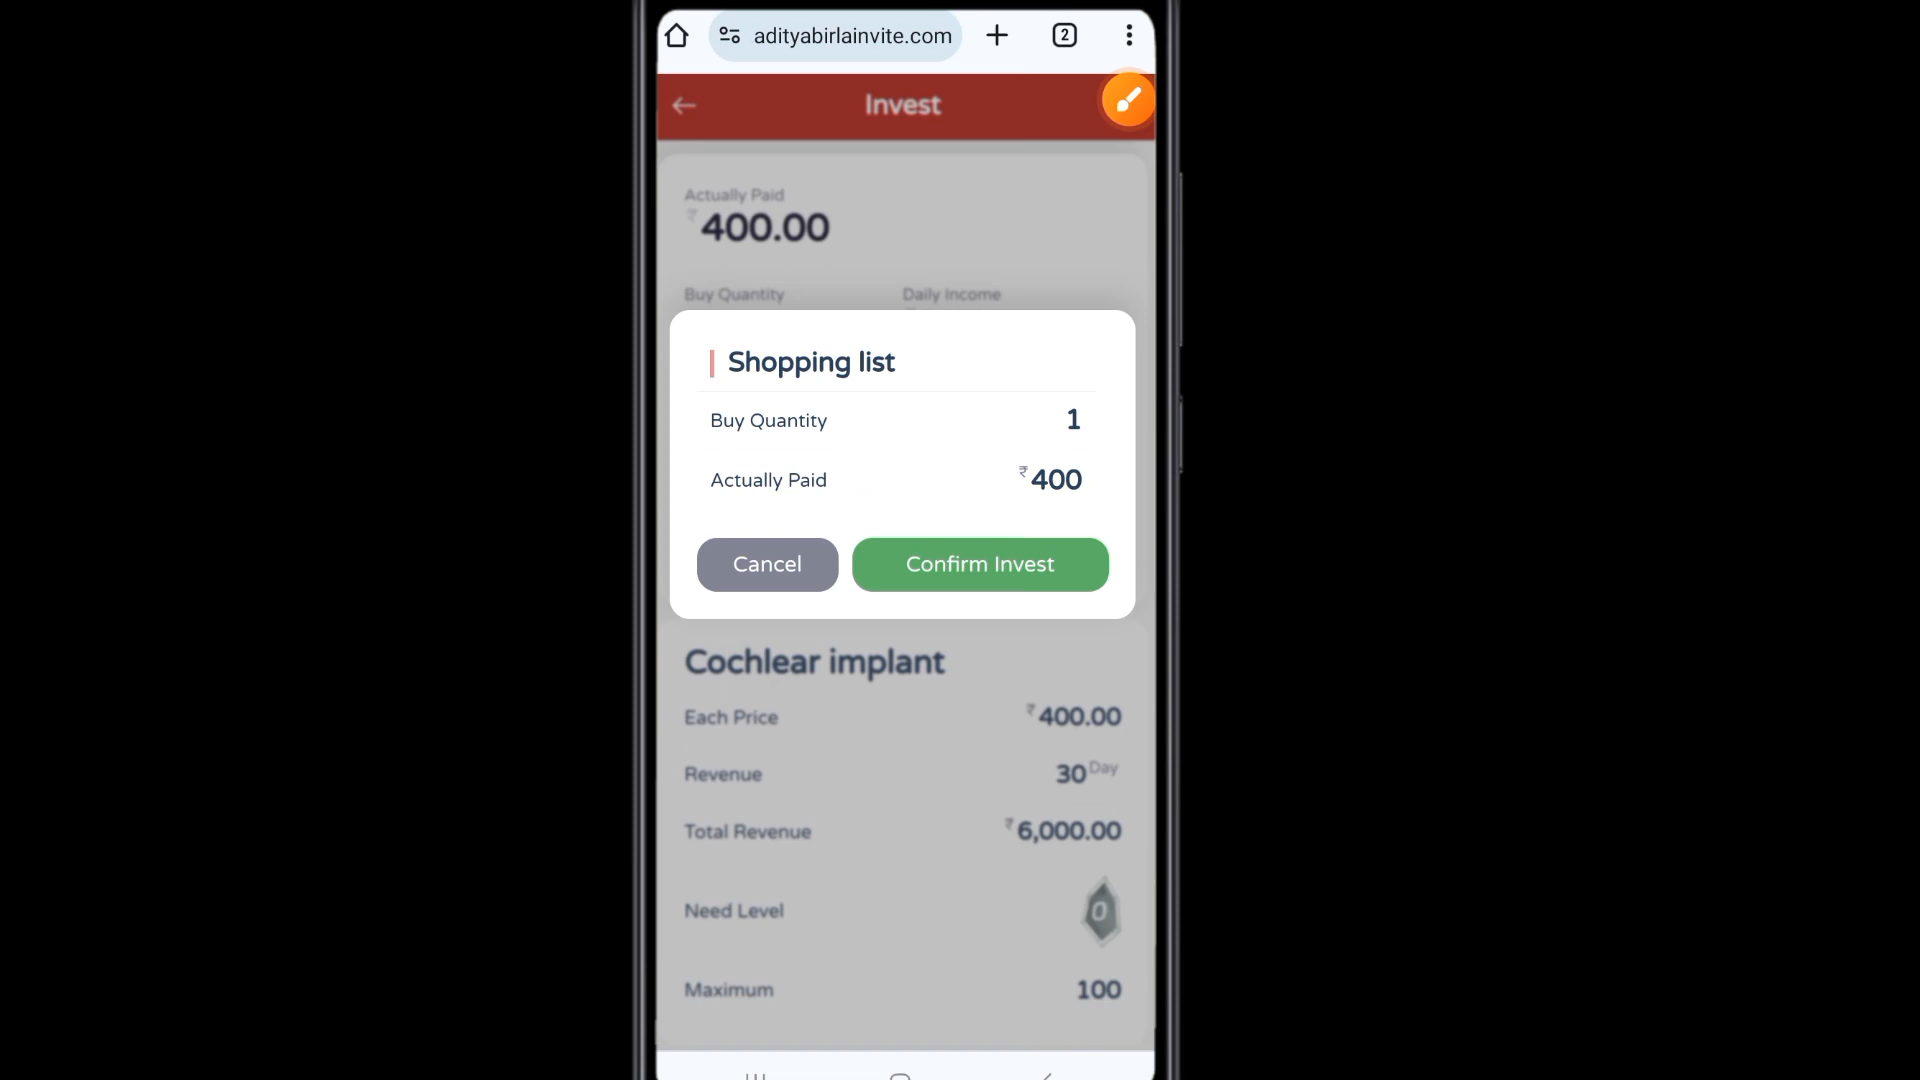 adityabirlainvite.com
2
Invest
Actually Paid
₹400.00
Buy Quantity Daily Income
Shopping list
Buy Quantity 1
Actually Paid ₹400
Cancel Confirm Invest
Cochlear implant
Each Price ₹400.00
Revenue 30 Day
Total Revenue ₹6,000.00
Need Level 0
Maximum 100